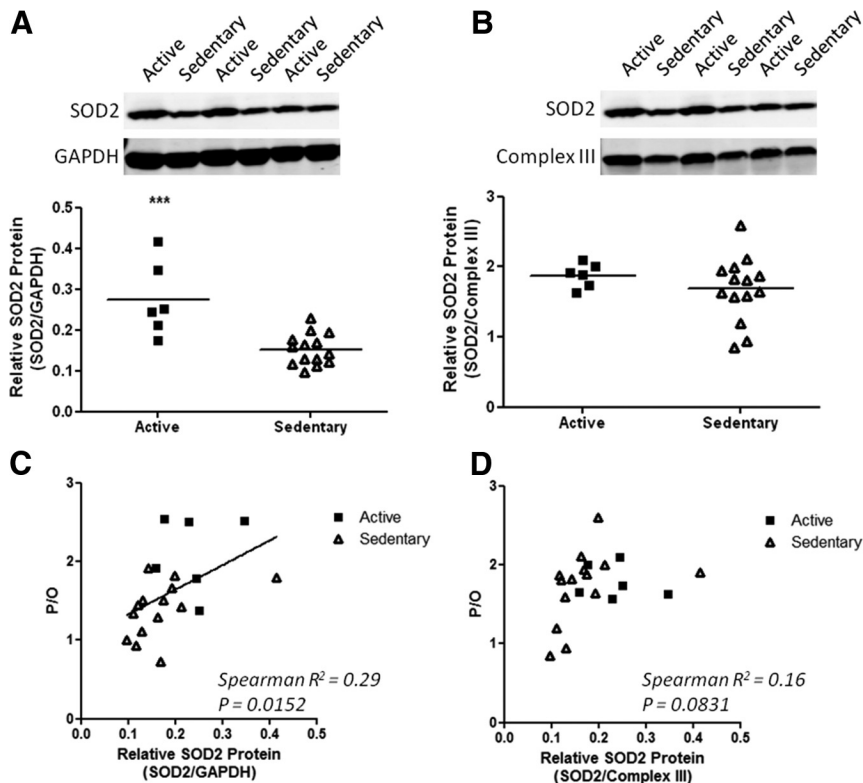 A
Active Sedentary Active Sedentary Active Sedentary
SOD2
GAPDH
***
Relative SOD2 Protein
(SOD2/GAPDH)
0.5
0.4
0.3
0.2
0.1
0.0
Active Sedentary
B
Active Sedentary Active Sedentary Active Sedentary
SOD2
Complex III
Relative SOD2 Protein
(SOD2/Complex III)
3
2
1
0
Active Sedentary
C
P/O
3
2
1
0
Active
Sedentary
Spearman R² = 0.29
P = 0.0152
0.0 0.1 0.2 0.3 0.4 0.5
Relative SOD2 Protein
(SOD2/GAPDH)
D
P/O
3
2
1
0
Active
Sedentary
Spearman R² = 0.16
P = 0.0831
0.0 0.1 0.2 0.3 0.4 0.5
Relative SOD2 Protein
(SOD2/Complex III)